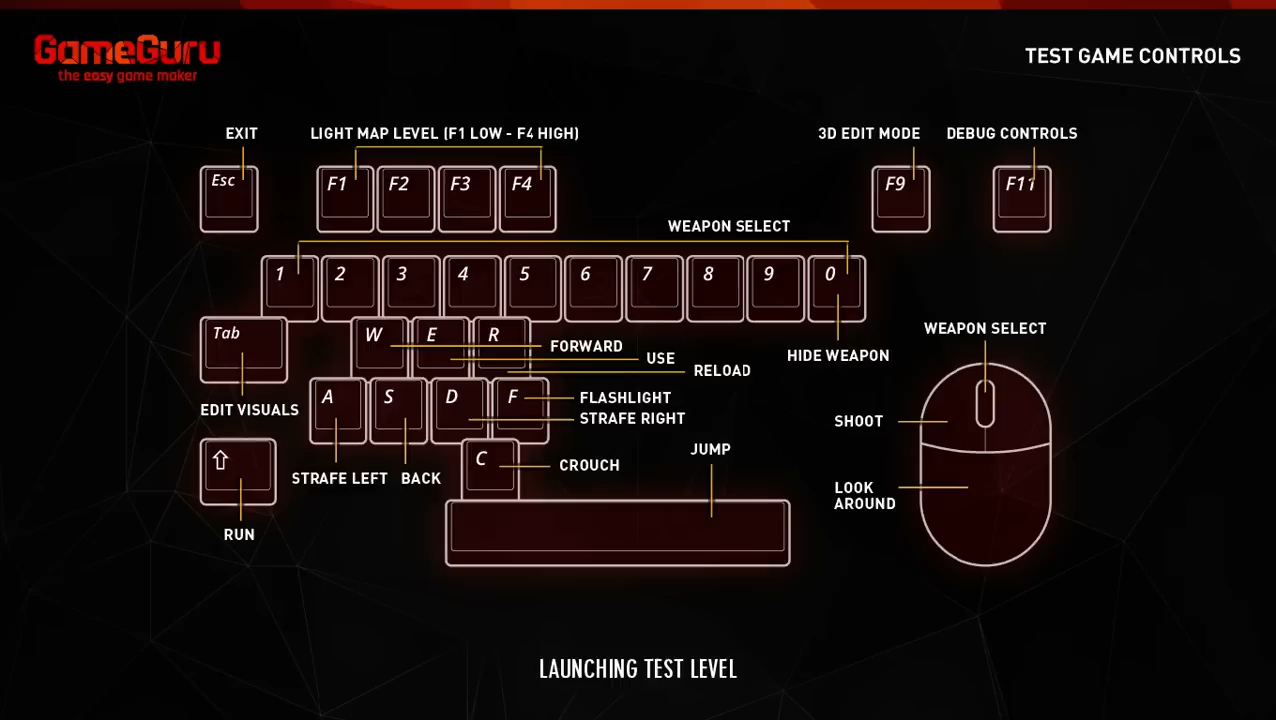 GameGuru
the easy game maker
TEST GAME CONTROLS
EXIT
LIGHT MAP LEVEL (F1 LOW - F4 HIGH)
3D EDIT MODE
DEBUG CONTROLS
Esc
F1
F2
F3
F4
F9
F11
WEAPON SELECT
1
2
3
4
5
6
7
8
9
0
Tab
W
E
R
FORWARD
USE
RELOAD
HIDE WEAPON
WEAPON SELECT
EDIT VISUALS
A
S
D
F
FLASHLIGHT
STRAFE RIGHT
SHOOT
STRAFE LEFT
BACK
C
CROUCH
JUMP
LOOK
AROUND
RUN
LAUNCHING TEST LEVEL